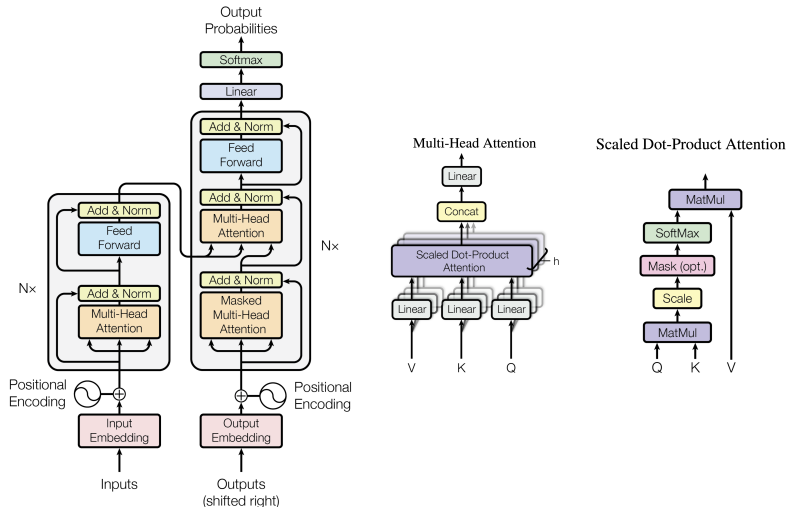 Output
Probabilities
Softmax
Linear
Add & Norm
Feed
Forward
Add & Norm
Multi-Head
Attention
Add & Norm
Masked
Multi-Head
Attention
N×
Positional
Encoding
Output
Embedding
Outputs
(shifted right)
Add & Norm
Feed
Forward
Add & Norm
Multi-Head
Attention
N×
Positional
Encoding
Input
Embedding
Inputs
Multi-Head Attention
Linear
Concat
Scaled Dot-Product
Attention
h
Linear
Linear
Linear
V
K
Q
Scaled Dot-Product Attention
MatMul
SoftMax
Mask (opt.)
Scale
MatMul
Q
K
V